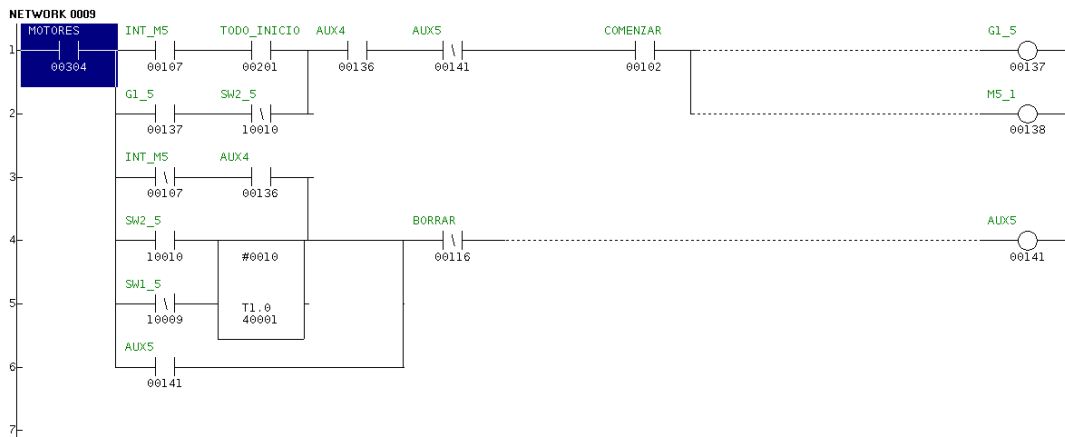 NETWORK 0009
MOTORES INT_M5 TODO_INICIO AUX4 AUX5 COMENZAR G1_5
1
00304 00107 00201 00136 00141 00102 00137
G1_5 SW2_5 M5_1
2
00137 10010 00138
INT_M5 AUX4
3
00107 00136
SW2_5 BORRAR AUX5
4
10010 #0010 00116 00141
SW1_5
5
T1.0
10009 40001
AUX5
6
00141
7